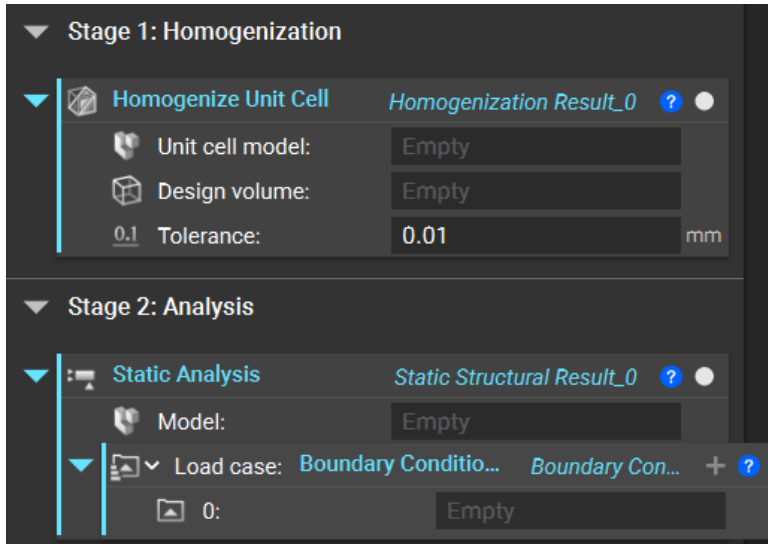 Stage 1: Homogenization
Homogenize Unit Cell Homogenization Result_0 ?
Unit cell model: Empty
Design volume: Empty
0.1 Tolerance: 0.01 mm
Stage 2: Analysis
Static Analysis Static Structural Result_0 ?
Model: Empty
Load case: Boundary Conditio... Boundary Con... + ?
0: Empty